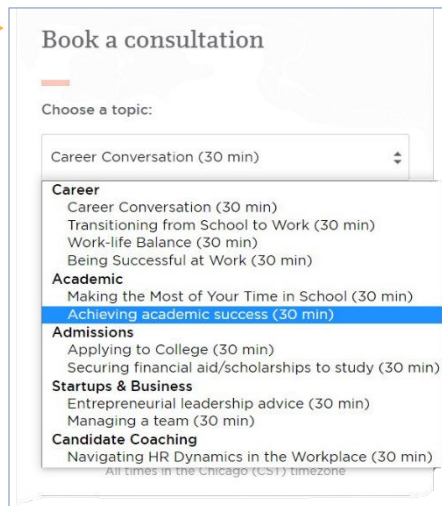 Book a consultation
Choose a topic:
Career Conversation (30 min)
Career
Career Conversation (30 min)
Transitioning from School to Work (30 min)
Work-life Balance (30 min)
Being Successful at Work (30 min)
Academic
Making the Most of Your Time in School (30 min)
Achieving academic success (30 min)
Admissions
Applying to College (30 min)
Securing financial aid/scholarships to study (30 min)
Startups & Business
Entrepreneurial leadership advice (30 min)
Managing a team (30 min)
Candidate Coaching
Navigating HR Dynamics in the Workplace (30 min)
All times in the Chicago (CST) timezone